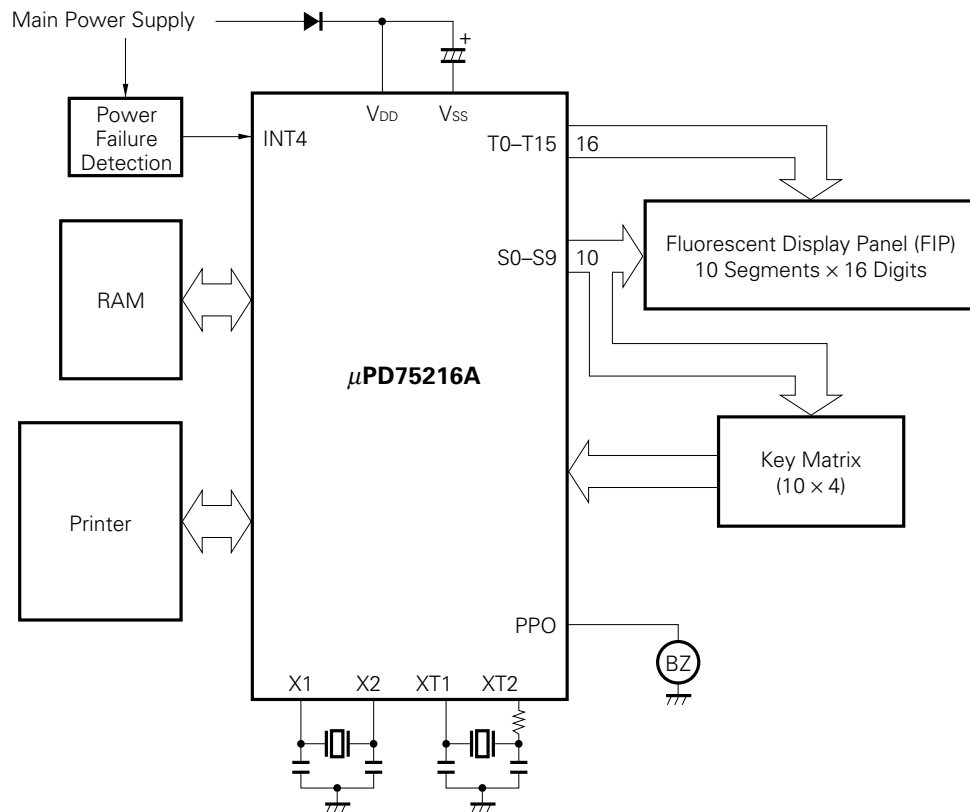 Main Power Supply
+
Power
Failure
Detection
VDD
VSS
INT4
T0–T15
16
Fluorescent Display Panel (FIP)
10 Segments × 16 Digits
S0–S9
10
RAM
μPD75216A
Key Matrix
(10 × 4)
Printer
PPO
BZ
X1
X2
XT1
XT2